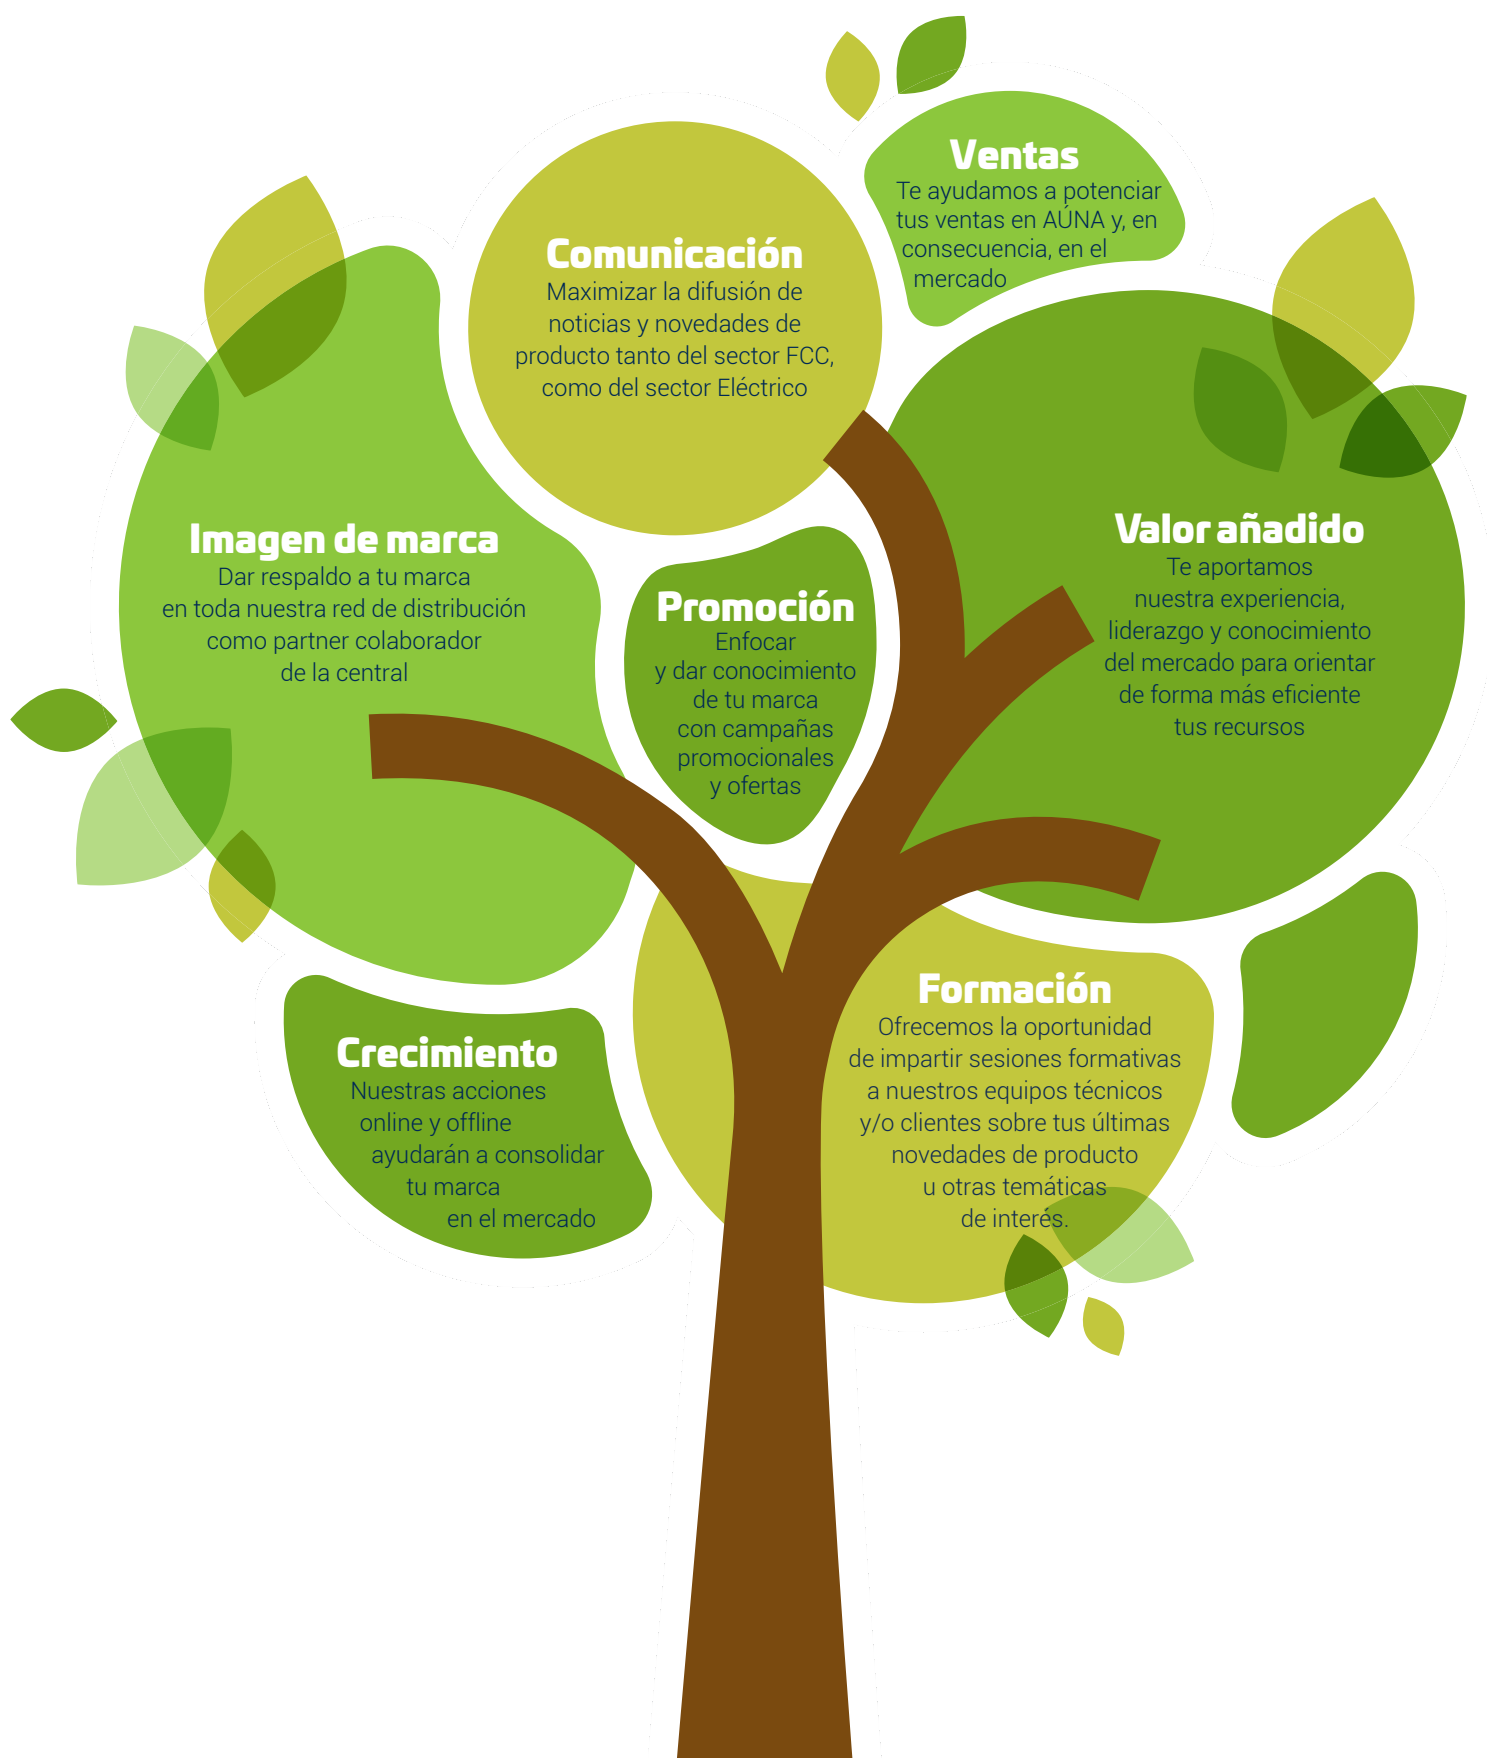 Ventas
Te ayudamos a potenciar
tus ventas en AÚNA y, en
consecuencia, en el
mercado
Comunicación
Maximizar la difusión de
noticias y novedades de
producto tanto del sector FCC,
como del sector Eléctrico
Imagen de marca
Dar respaldo a tu marca
en toda nuestra red de distribución
como partner colaborador
de la central
Promoción
Enfocar
y dar conocimiento
de tu marca
con campañas
promocionales
y ofertas
Valor añadido
Te aportamos
nuestra experiencia,
liderazgo y conocimiento
del mercado para orientar
de forma más eficiente
tus recursos
Crecimiento
Nuestras acciones
online y offline
ayudarán a consolidar
tu marca
en el mercado
Formación
Ofrecemos la oportunidad
de impartir sesiones formativas
a nuestros equipos técnicos
y/o clientes sobre tus últimas
novedades de producto
u otras temáticas
de interés.